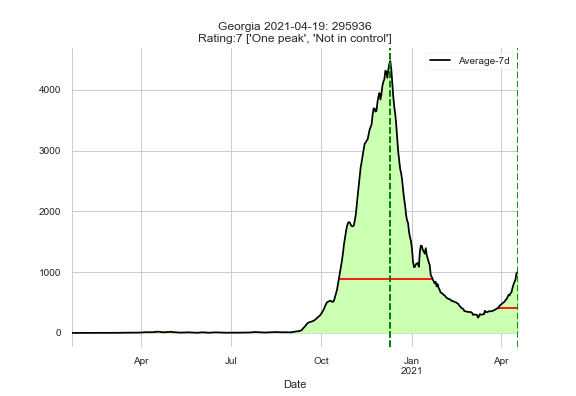 Georgia 2021-04-19: 295936
Rating:7 ['One peak', 'Not in control']
Average-7d
4000
3000
2000
1000
0
Apr
Jul
Oct
Jan
2021
Apr
Date